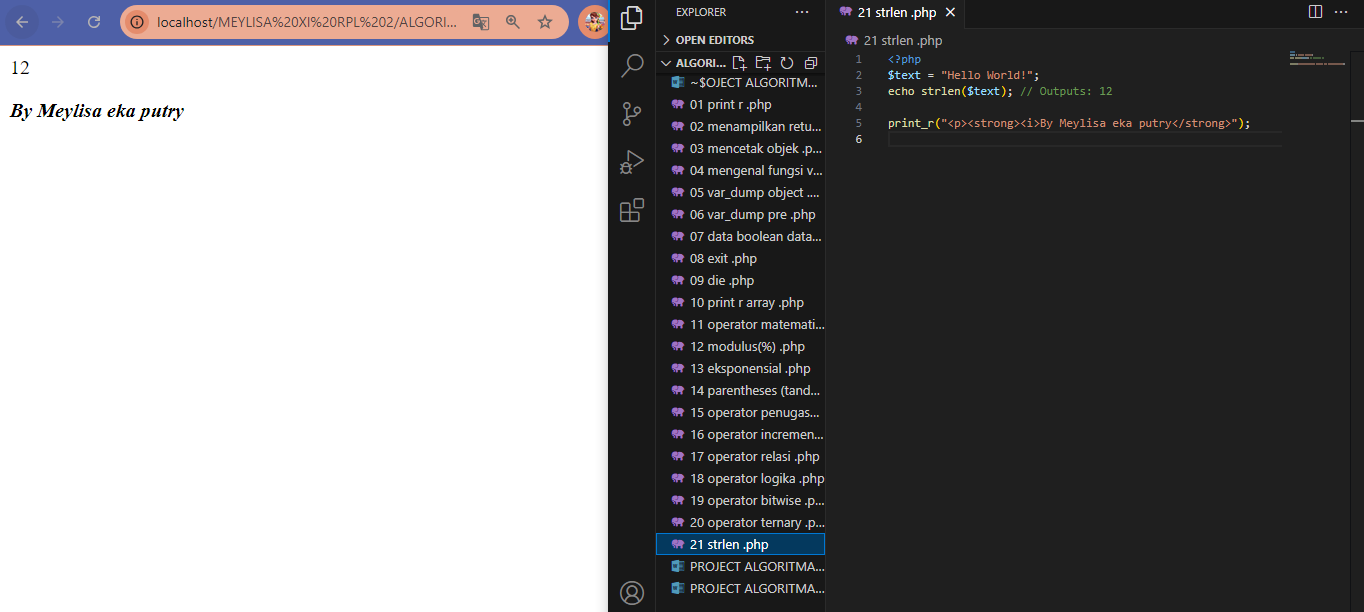 localhost/MEYLISA%20XI%20RPL%202/ALGORI...
12
By Meylisa eka putry
EXPLORER
OPEN EDITORS
ALGORI...
~$OJECT ALGORITM...
01 print r .php
02 menampilkan retu...
03 mencetak objek .p...
04 mengenal fungsi v...
05 var_dump object ....
06 var_dump pre .php
07 data boolean data...
08 exit .php
09 die .php
10 print r array .php
11 operator matemati...
12 modulus(%) .php
13 eksponensial .php
14 parentheses (tand...
15 operator penugas...
16 operator incremen...
17 operator relasi .php
18 operator logika .php
19 operator bitwise .p...
20 operator ternary .p...
21 strlen .php
PROJECT ALGORITMA...
PROJECT ALGORITMA...
21 strlen .php
21 strlen .php
1 <?php
2 $text = "Hello World!";
3 echo strlen($text); // Outputs: 12
4
5 print_r("<p><strong><i>By Meylisa eka putry</strong>");
6